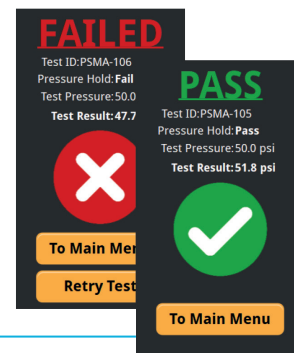 FAILED
Test ID:PSMA-106
Pressure Hold:Fail
Test Pressure:50.0
Test Result:47.7
To Main Men
Retry Test
PASS
Test ID:PSMA-105
Pressure Hold:Pass
Test Pressure:50.0 psi
Test Result:51.8 psi
To Main Menu